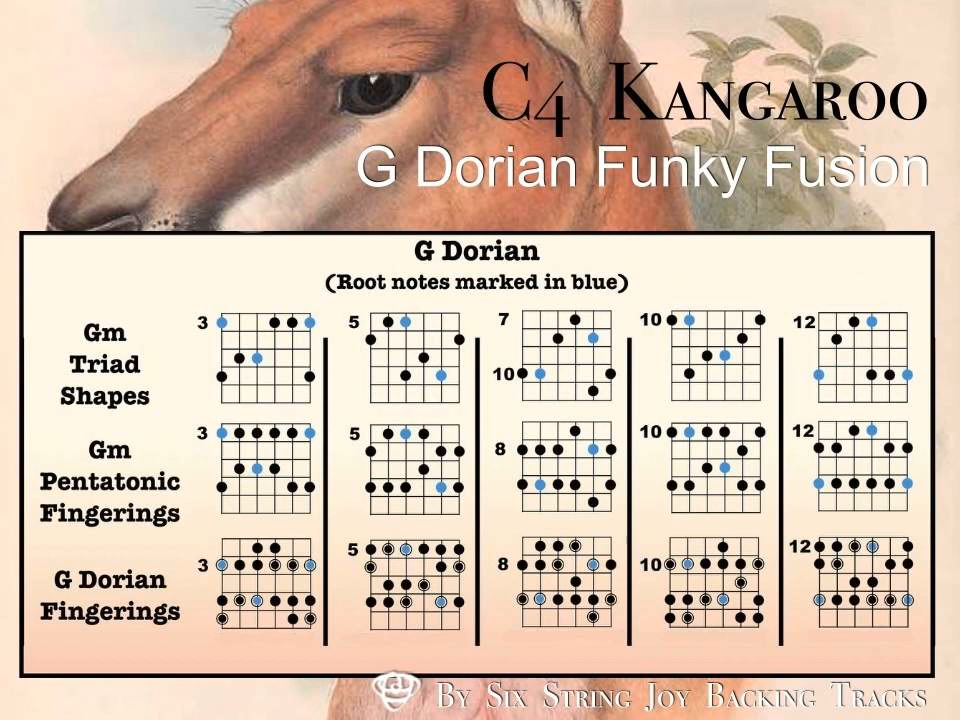 C4 Kangaroo
G Dorian Funky Fusion
G Dorian
(Root notes marked in blue)
Gm
Triad
Shapes
3
5
7
10
10
12
Gm
Pentatonic
Fingerings
3
5
8
10
12
G Dorian
Fingerings
3
5
8
10
12
By Six String Joy Backing Tracks